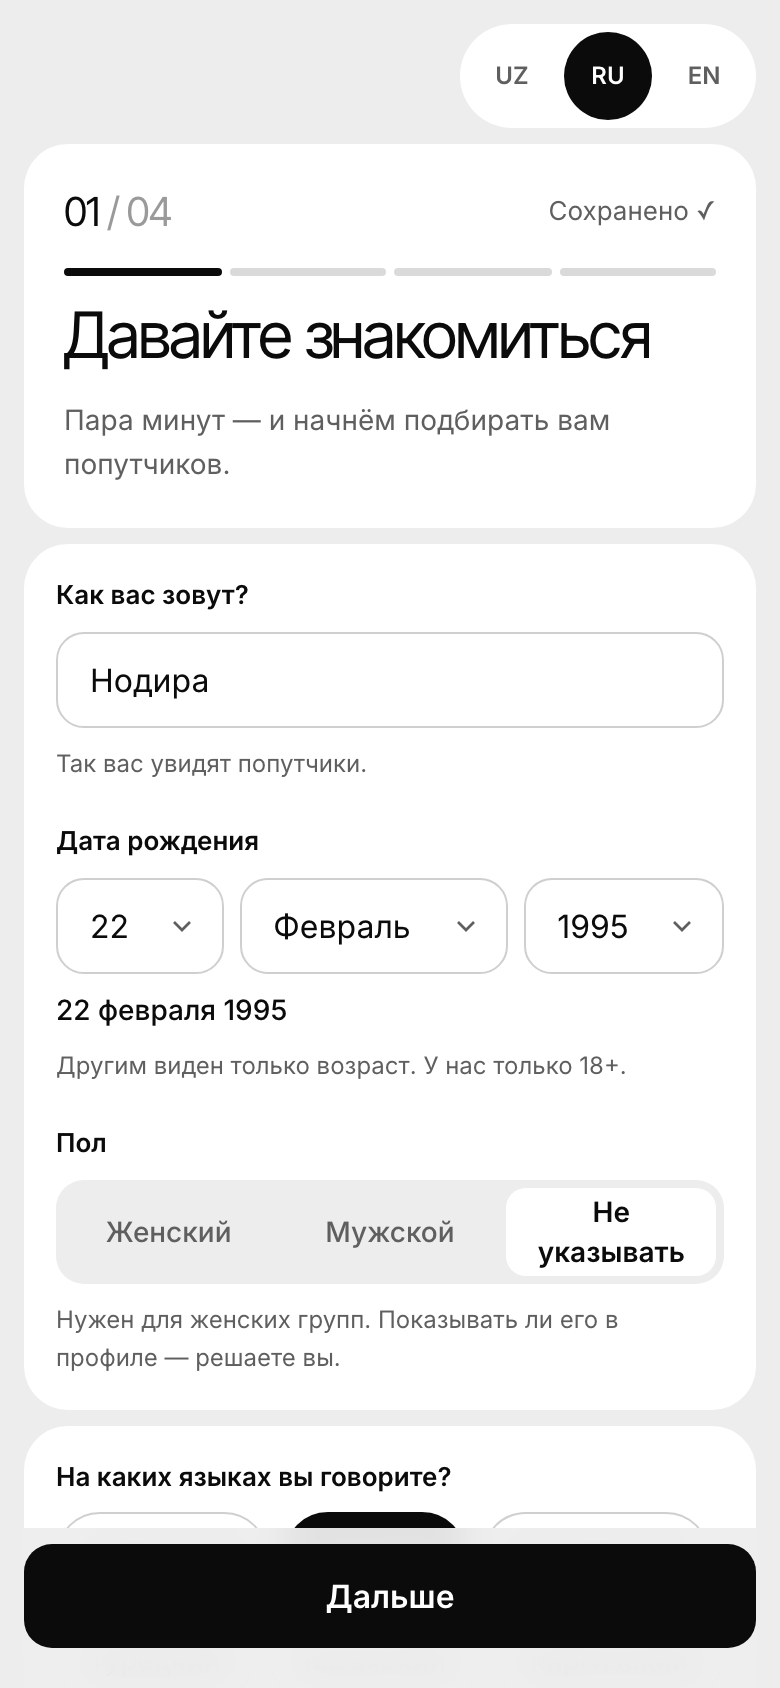 UZ RU EN
01 / 04 Сохранено ✓
Давайте знакомиться
Пара минут — и начнём подбирать вам
попутчиков.
Как вас зовут?
Нодира
Так вас увидят попутчики.
Дата рождения
22 Февраль 1995
22 февраля 1995
Другим виден только возраст. У нас только 18+.
Пол
Женский Мужской Не
указывать
Нужен для женских групп. Показывать ли его в
профиле — решаете вы.
На каких языках вы говорите?
Дальше